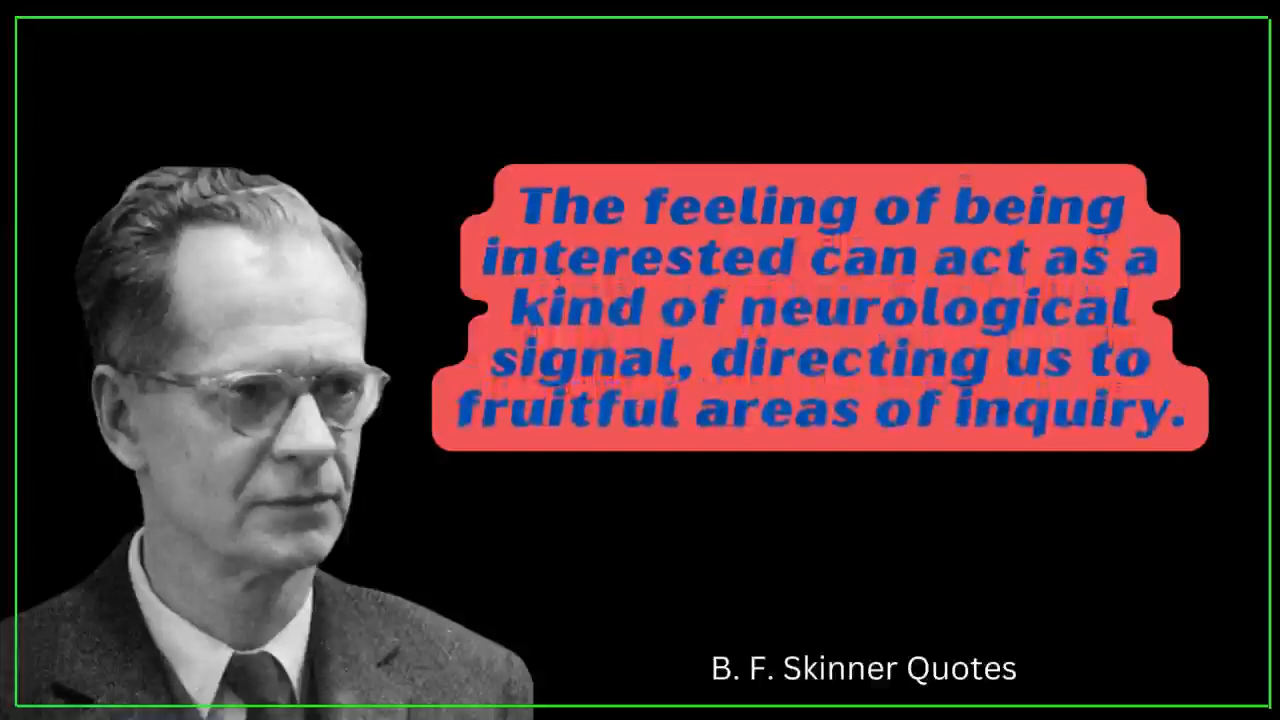 The feeling of being
interested can act as a
kind of neurological
signal, directing us to
fruitful areas of inquiry.
B. F. Skinner Quotes